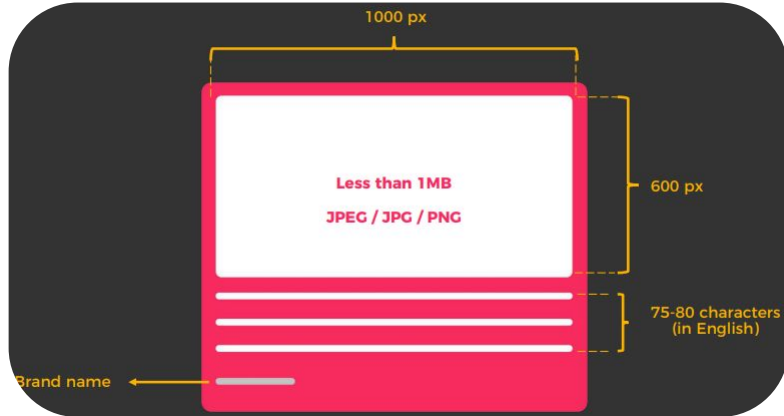 1000 px
Less than 1MB
JPEG / JPG / PNG
600 px
75-80 characters
(in English)
Brand name